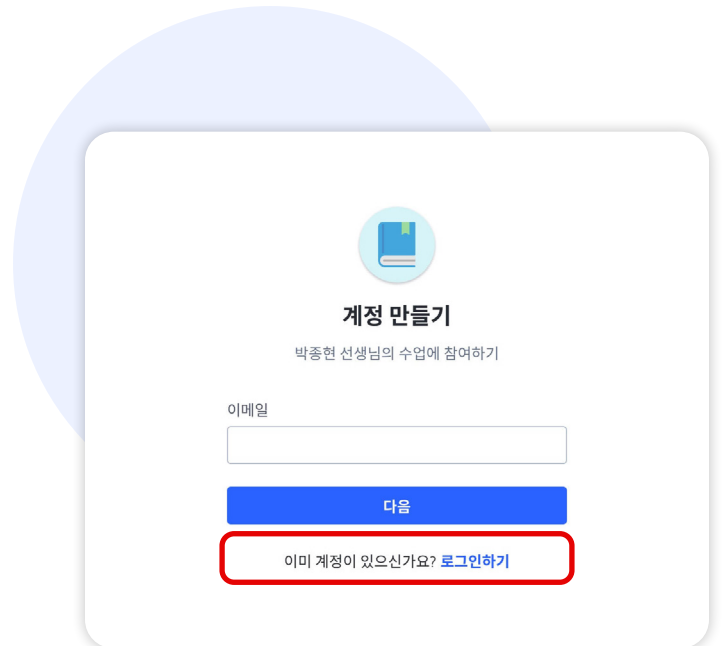 계정 만들기
박종현 선생님의 수업에 참여하기
이메일
다음
이미 계정이 있으신가요? 로그인하기